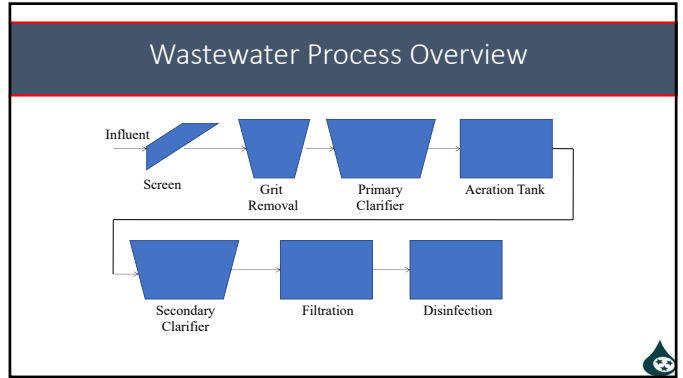 Wastewater Process Overview
Influent
Screen
Grit
Removal
Primary
Clarifier
Aeration Tank
Secondary
Clarifier
Filtration
Disinfection